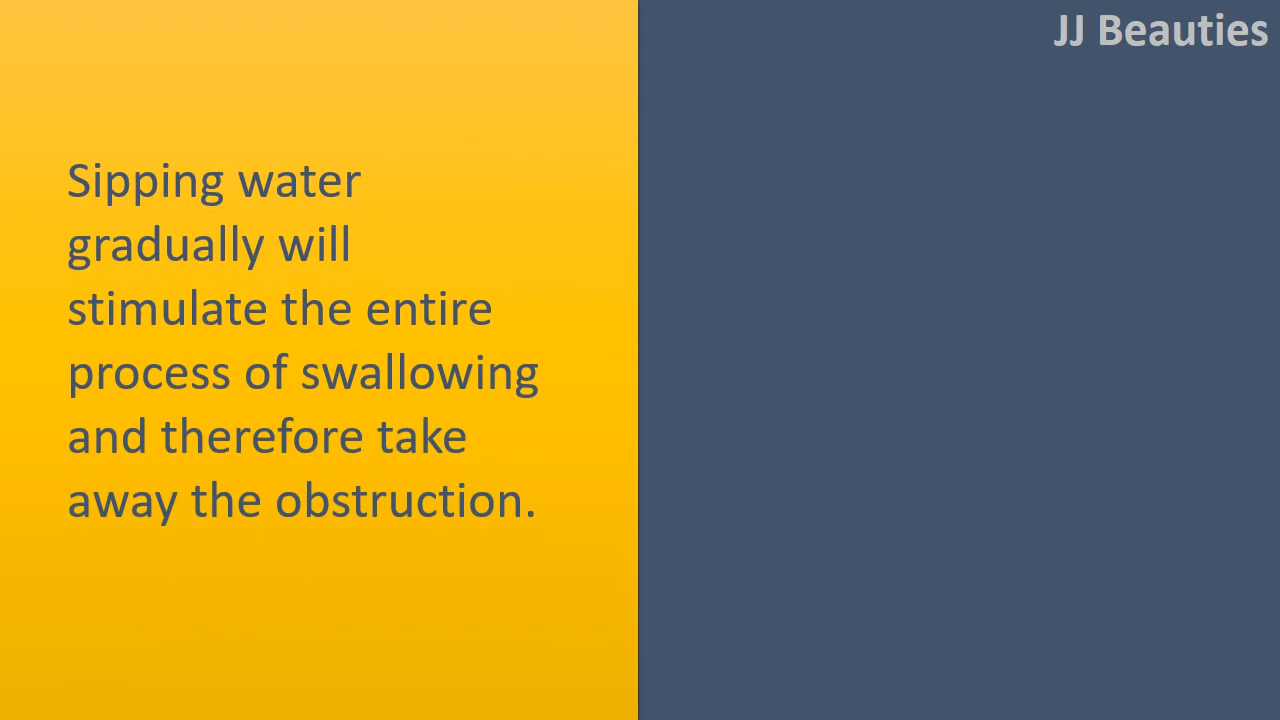 JJ Beauties
Sipping water
gradually will
stimulate the entire
process of swallowing
and therefore take
away the obstruction.